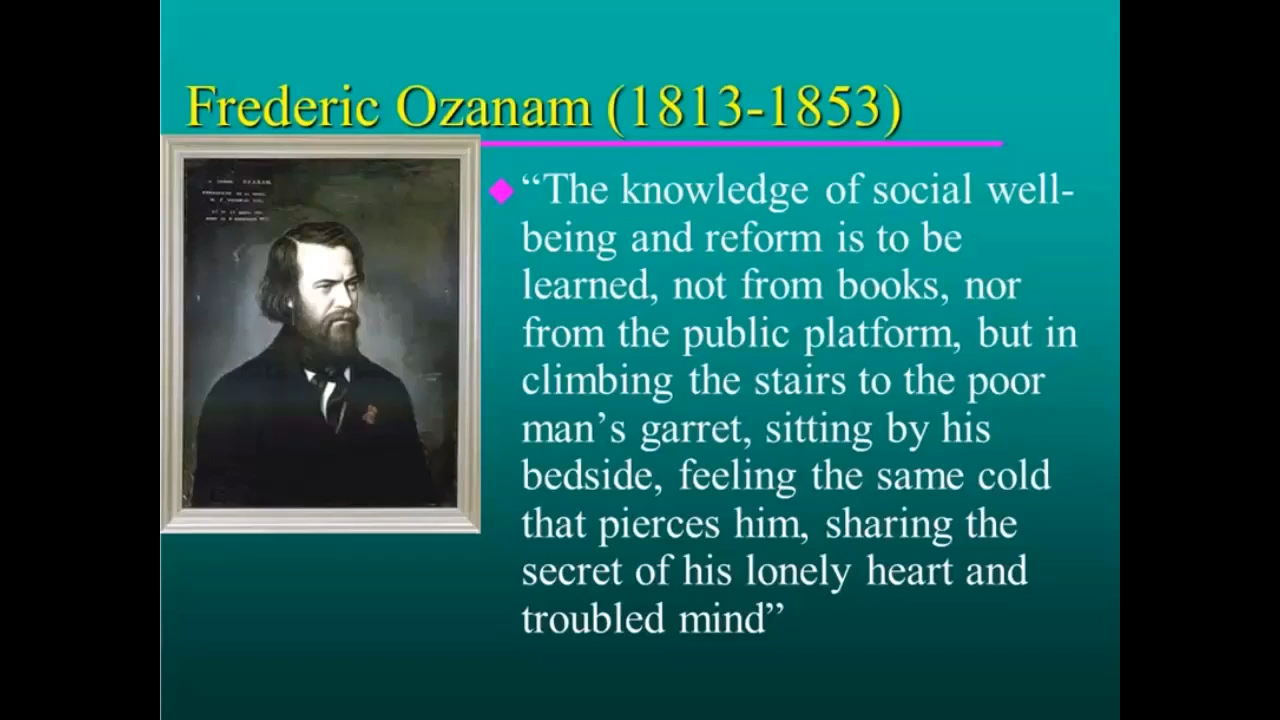 Frederic Ozanam (1813-1853)
“The knowledge of social well-
being and reform is to be
learned, not from books, nor
from the public platform, but in
climbing the stairs to the poor
man’s garret, sitting by his
bedside, feeling the same cold
that pierces him, sharing the
secret of his lonely heart and
troubled mind”